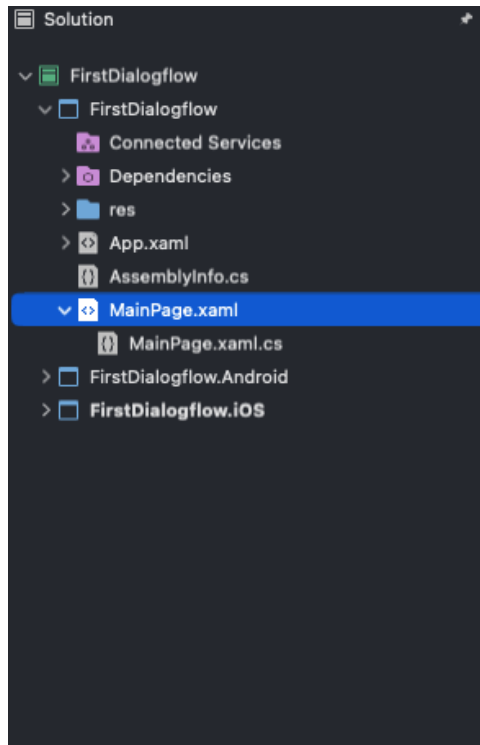 Solution
FirstDialogflow
FirstDialogflow
Connected Services
Dependencies
res
App.xaml
AssemblyInfo.cs
MainPage.xaml
MainPage.xaml.cs
FirstDialogflow.Android
FirstDialogflow.iOS